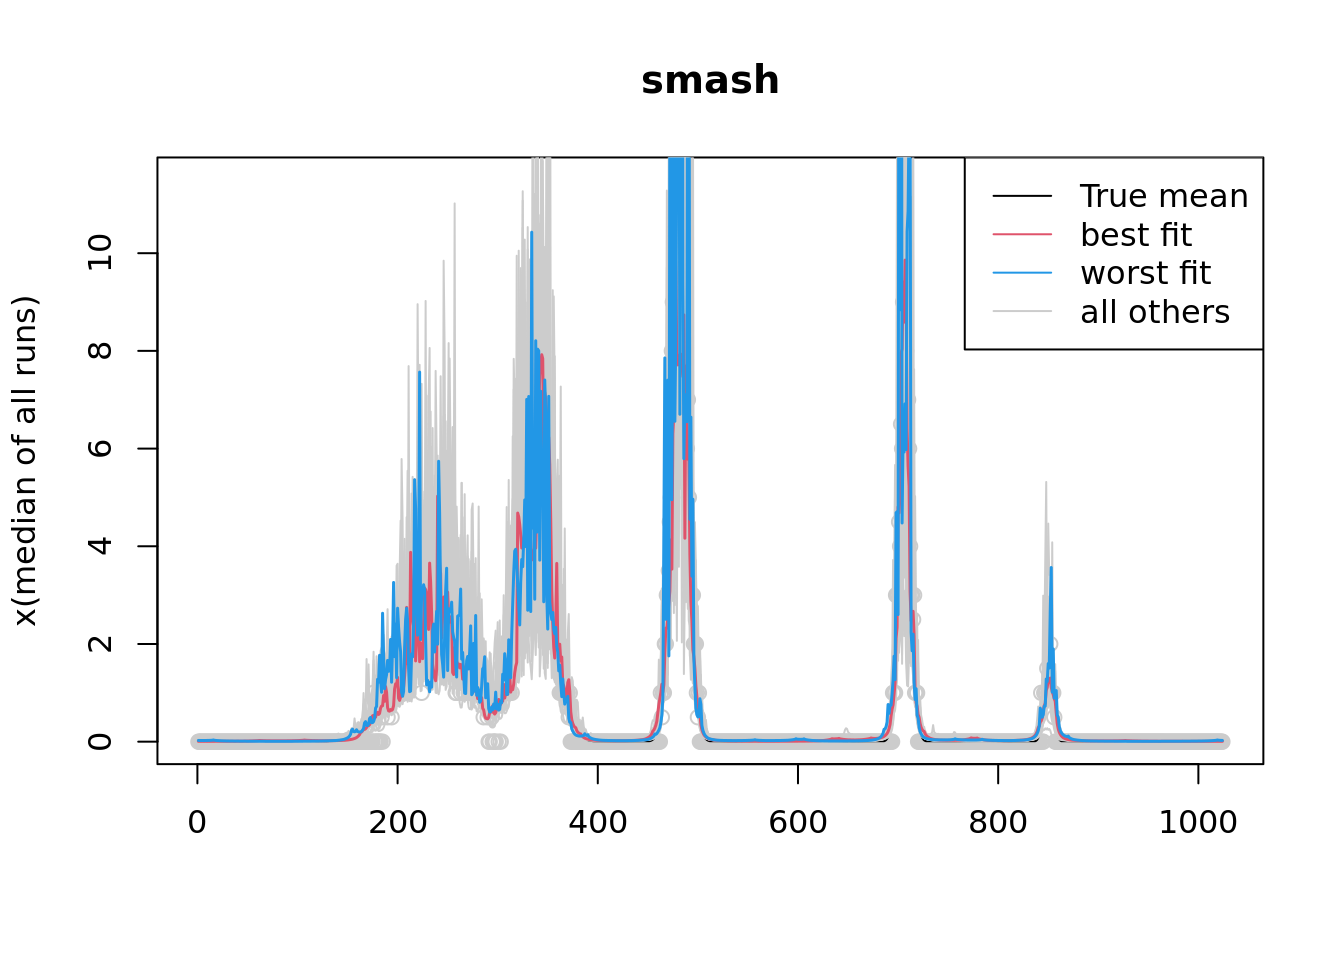 smash
True mean
best fit
worst fit
all others
x(median of all runs)
10
8
6
4
2
0
0 200 400 600 800 1000